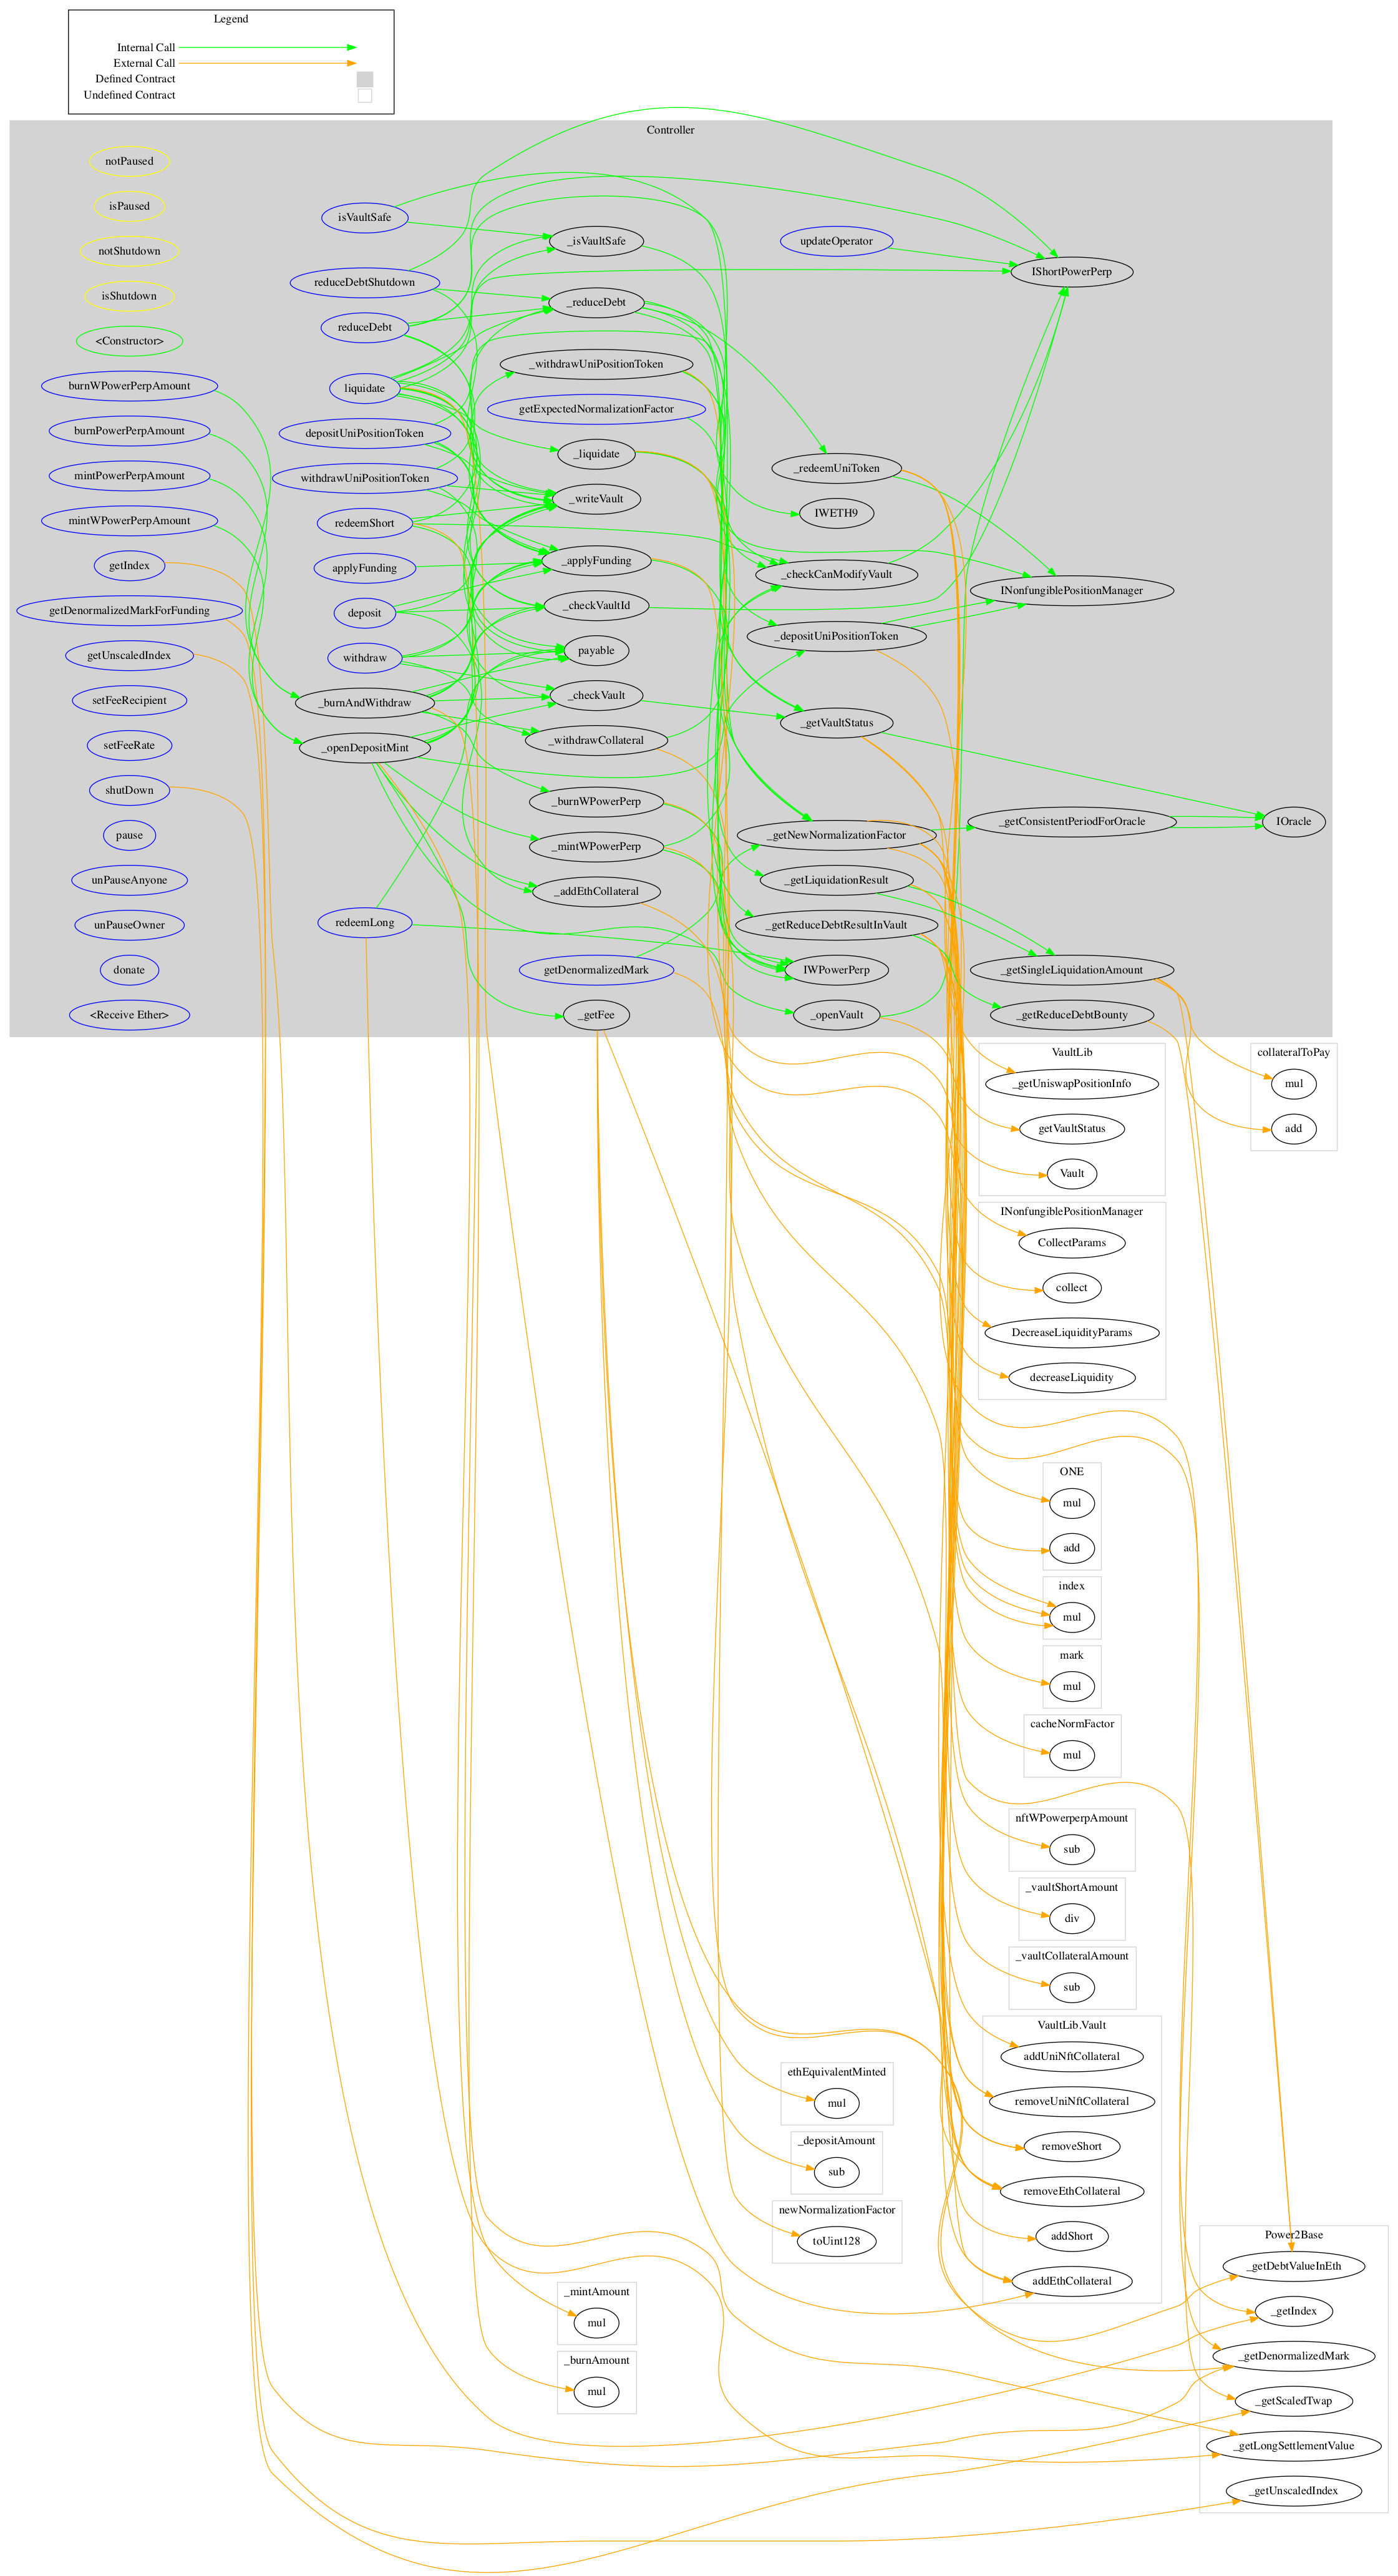 Legend
Internal Call
External Call
Defined Contract
Undefined Contract
Controller
notPaused
isPaused
notShutdown
isShutdown
<Constructor>
burnWPowerPerpAmount
burnPowerPerpAmount
mintPowerPerpAmount
mintWPowerPerpAmount
getIndex
getDenormalizedMarkForFunding
getUnscaledIndex
setFeeRecipient
setFeeRate
shutDown
pause
unPauseAnyone
unPauseOwner
donate
<Receive Ether>
isVaultSafe
reduceDebtShutdown
reduceDebt
liquidate
depositUniPositionToken
withdrawUniPositionToken
redeemShort
applyFunding
deposit
withdraw
_burnAndWithdraw
_openDepositMint
redeemLong
_isVaultSafe
_reduceDebt
_withdrawUniPositionToken
getExpectedNormalizationFactor
_liquidate
_writeVault
_applyFunding
_checkVaultId
payable
_checkVault
_withdrawCollateral
_burnWPowerPerp
_mintWPowerPerp
_addEthCollateral
getDenormalizedMark
_getFee
updateOperator
_redeemUniToken
IWETH9
_checkCanModifyVault
_depositUniPositionToken
_getVaultStatus
_getNewNormalizationFactor
_getLiquidationResult
_getReduceDebtResultInVault
IWPowerPerp
_openVault
IShortPowerPerp
INonfungiblePositionManager
_getConsistentPeriodForOracle
_getSingleLiquidationAmount
_getReduceDebtBounty
IOracle
VaultLib
_getUniswapPositionInfo
getVaultStatus
Vault
collateralToPay
mul
add
INonfungiblePositionManager
CollectParams
collect
DecreaseLiquidityParams
decreaseLiquidity
ONE
mul
add
index
mul
mark
mul
cacheNormFactor
mul
nftWPowerperpAmount
sub
_vaultShortAmount
div
_vaultCollateralAmount
sub
VaultLib.Vault
addUniNftCollateral
removeUniNftCollateral
removeShort
removeEthCollateral
addShort
addEthCollateral
ethEquivalentMinted
mul
_depositAmount
sub
newNormalizationFactor
toUint128
_mintAmount
mul
_burnAmount
mul
Power2Base
_getDebtValueInEth
_getIndex
_getDenormalizedMark
_getScaledTwap
_getLongSettlementValue
_getUnscaledIndex